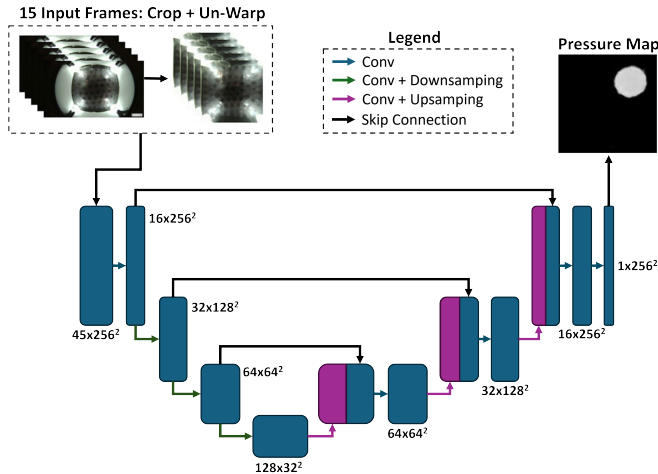 15 Input Frames: Crop + Un-Warp
Legend
Conv
Conv + Downsamping
Conv + Upsamping
Skip Connection
Pressure Map
16x256²
1x256²
45x256²
32x128²
16x256²
64x64²
32x128²
64x64²
128x32²